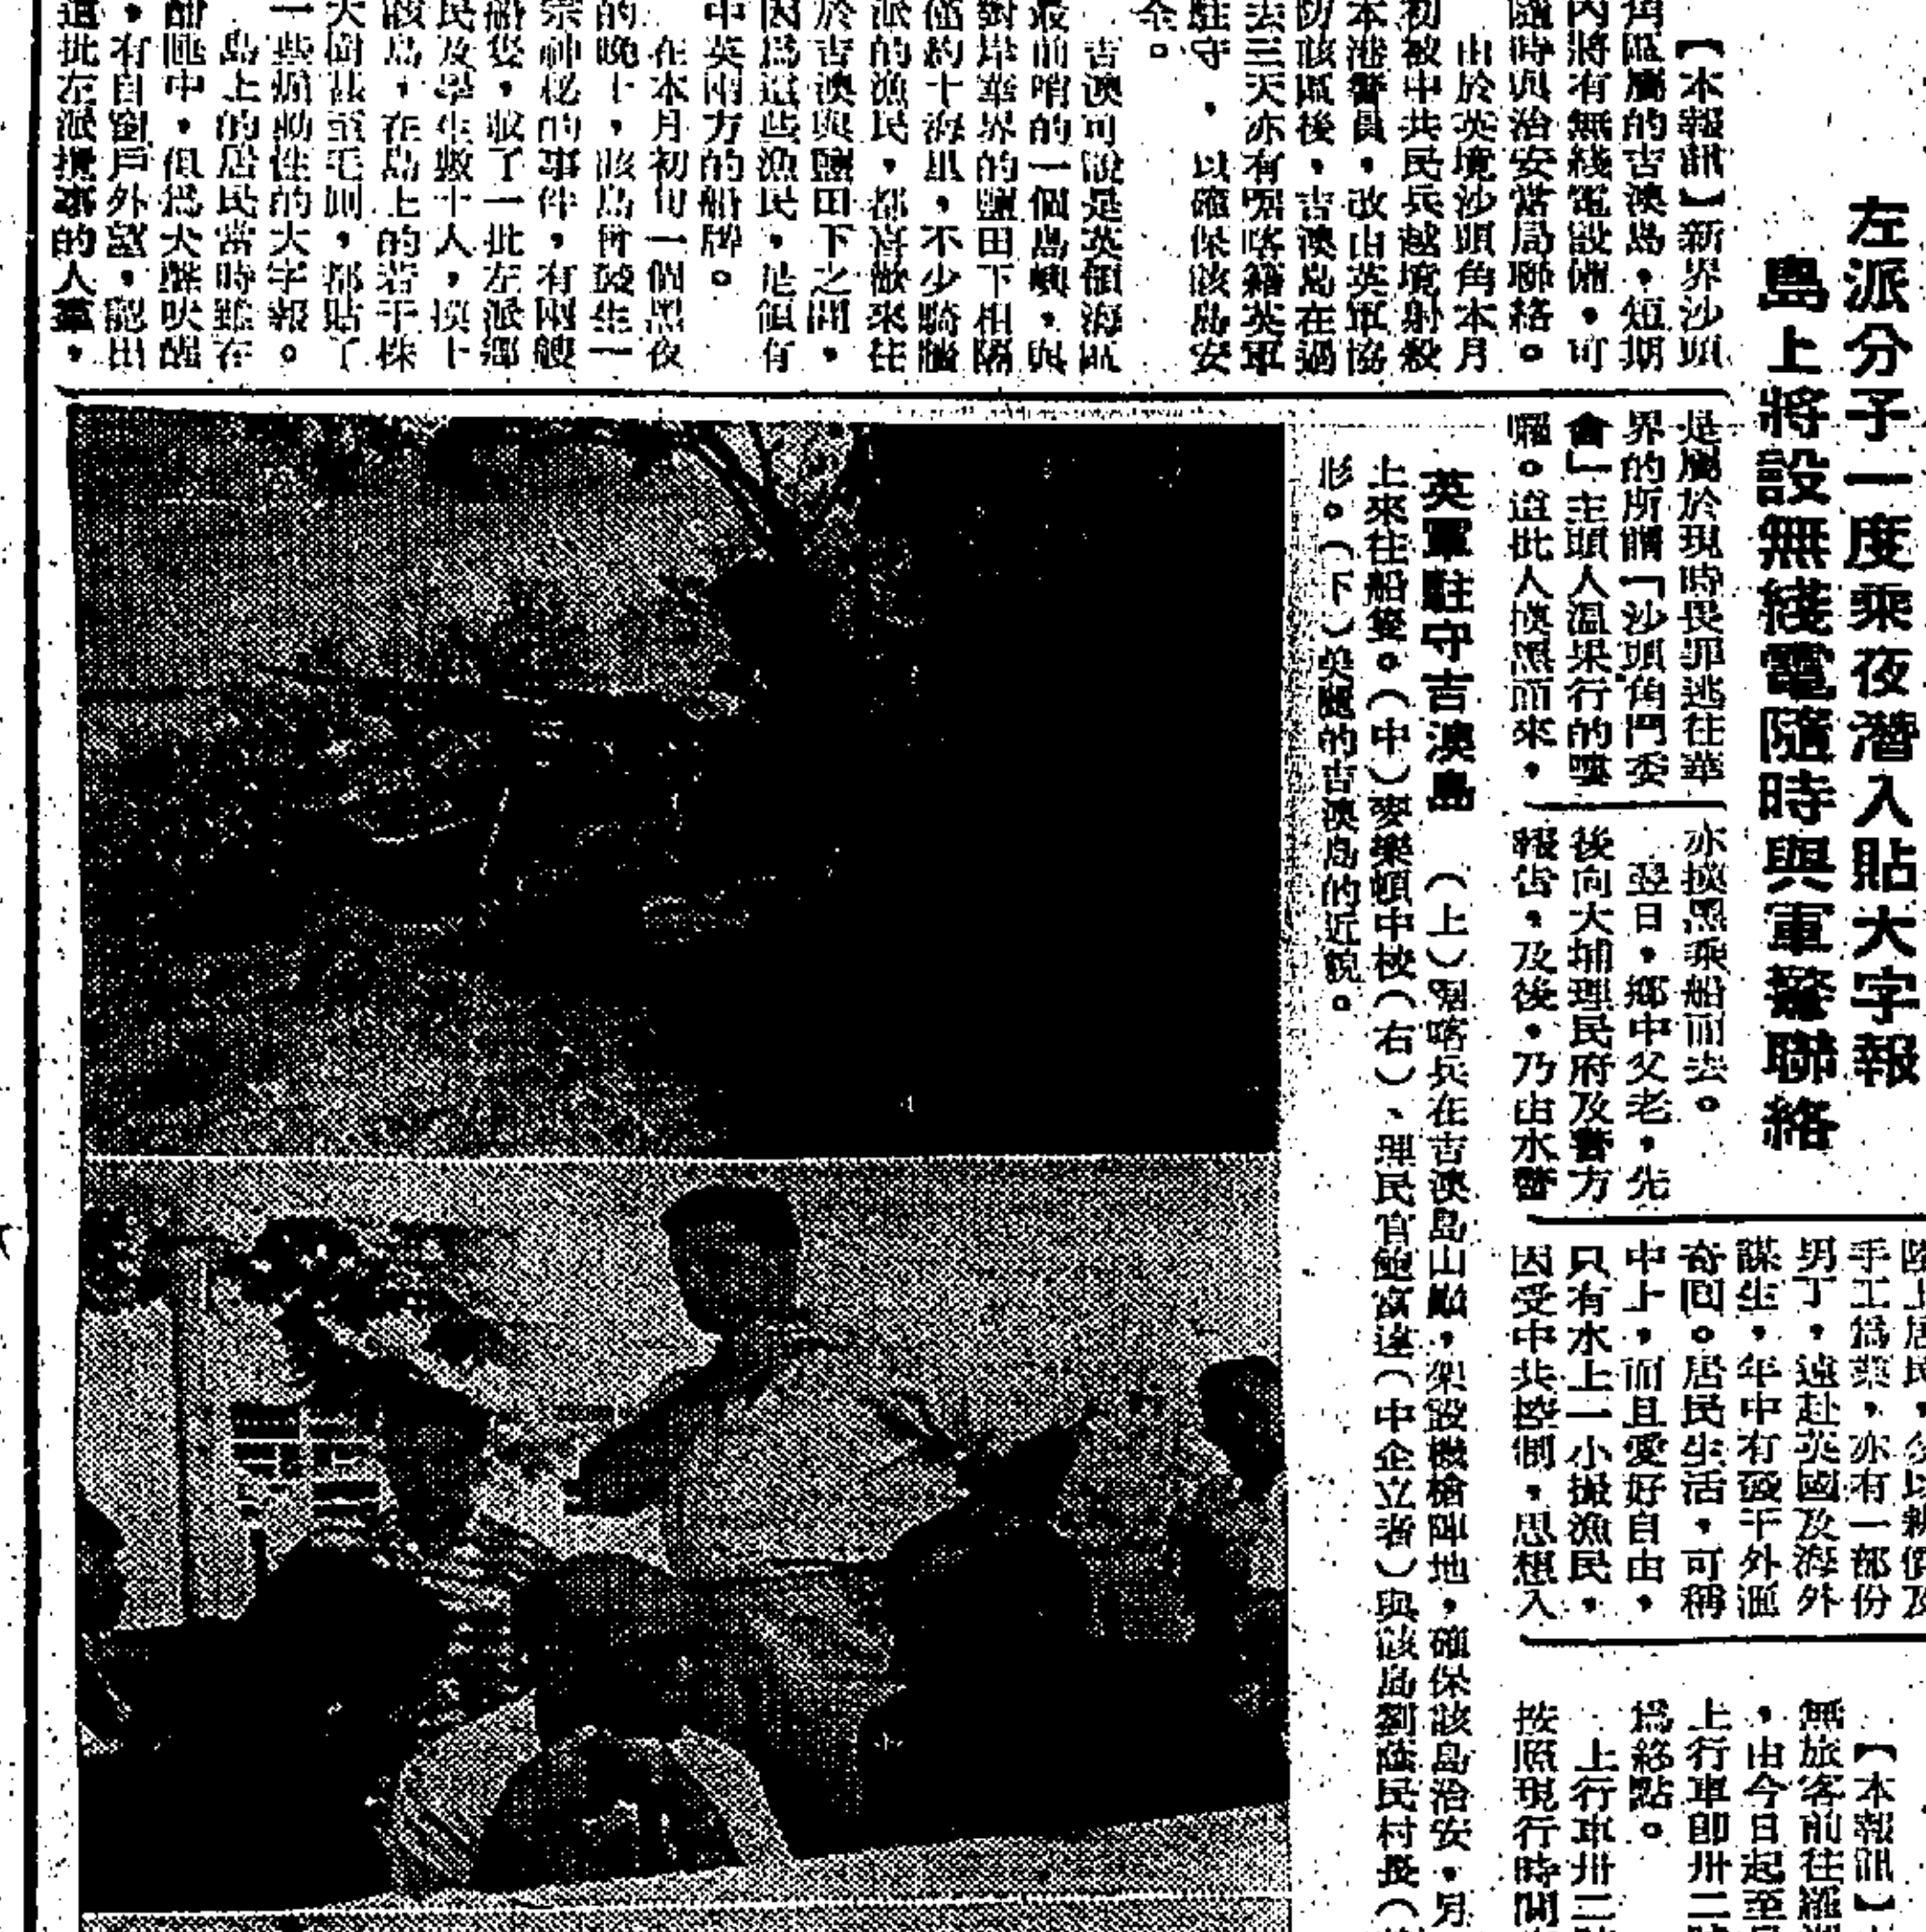 左派分子一度乘夜潛入貼大字報
島上將設無綫電隨時與軍警聯絡
【本報訊】新界沙頭
角區屬的吉澳島，短期
內將有無綫電設備，可
隨時與治安當局聯絡。
由於英境沙頭角本月
初被中共民兵越境射殺
本港警員，改由英軍協
防該區後，吉澳島在過
去三天亦有啹喀籍英軍
駐守，以確保該島安
全。
吉澳可說是英領海區
最前哨的一個島嶼，與
對岸華界的鹽田下相隔
僅約十海里，不少騎牆
派的漁民，都喜歡來往
於吉澳與鹽田下之間，
因為這些漁民，是領有
中英兩方的船牌。
在本月初旬一個黑夜
的晚上，該島曾發生一
宗神秘的事件，有兩艘
船隻，載了一批左派鄉
民及學生數十人，摸上
該島，在島上的若干株
大樹甚至毛厠，都貼了
一些煽動性的大字報。
島上的居民當時雖在
酣睡中，但為犬聲吠醒
，有自窗戶外望，認出
這批左派攪事的人羣，
是屬於現時畏罪逃往華
界的所謂「沙頭角鬥委
會」主頭人溫果行的嘍
囉。這批人摸黑而來，
亦摸黑乘船而去。
翌日，鄉中父老，先
後向大埔理民府及警方
報告，及後，乃由水警
英軍駐守吉澳島　（上）啹喀兵在吉澳島山巔，架設機槍陣地，確保該島治安，另
上來往船隻。（中）麥樂頓中校（右）、理民官鮑富達（中企立者）與該島劉蔭民村長（
形。（下）美麗的吉澳島的近貌。
手工為業，亦有一部份
男丁，遠赴英國及海外
謀生，年中有若干外滙
奇回。居民生活，可稱
中上，而且愛好自由，
只有水上一小撮漁民，
因受中共控制，思想入
【本報訊】
無旅客前往羅
，由今日起至
上行車即卅二
為終點。
上行車卅二
按照現行時間